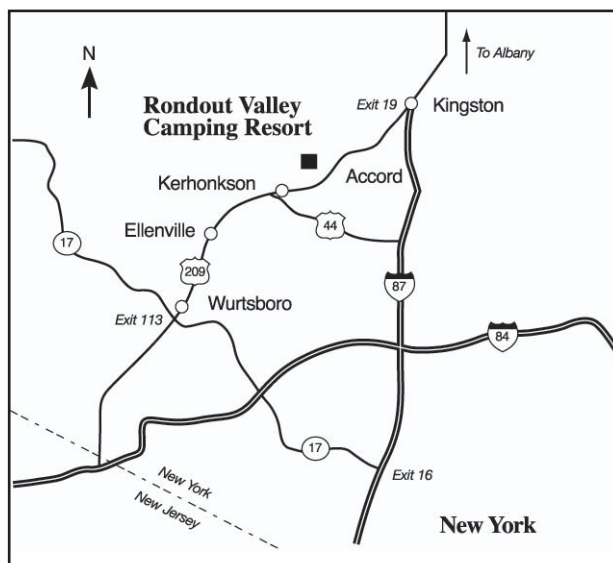 To Albany
N
Exit 19
Kingston
Rondout Valley
Camping Resort
Kerhonkson
Accord
Ellenville
44
17
209
87
Wurtsboro
Exit 113
84
17
Exit 16
New York
New Jersey
New York